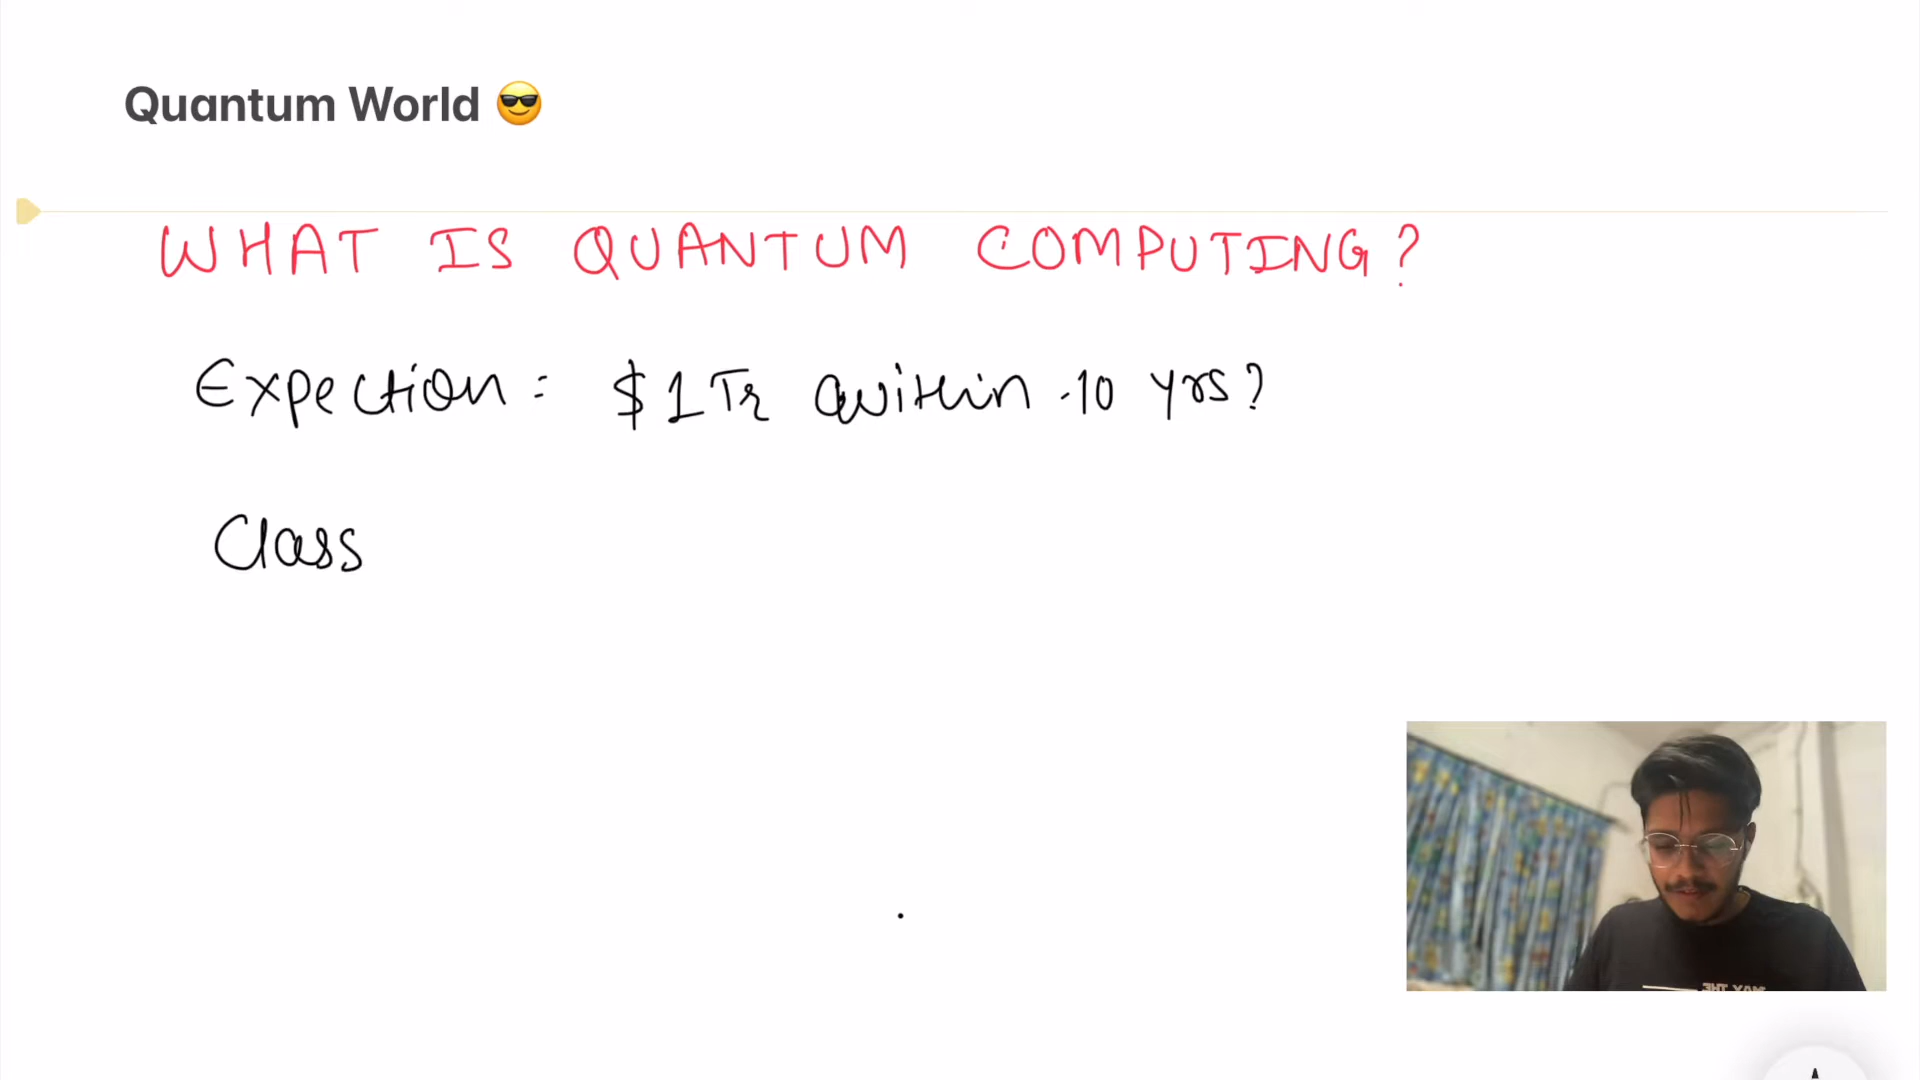 Quantum World 😎
WHAT IS QUANTUM COMPUTING?
Expection: $1Tr within 10 yrs?
Class